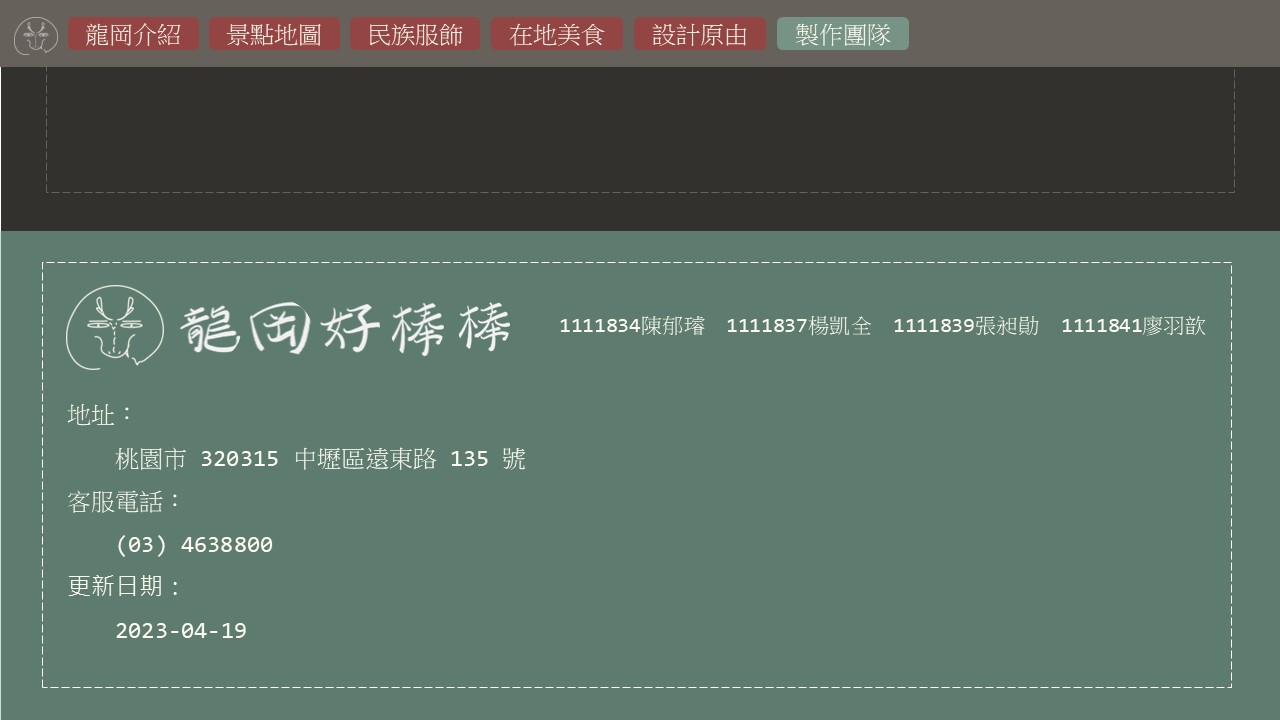 龍岡介紹 景點地圖 民族服飾 在地美食 設計原由 製作團隊
龍岡好棒棒 1111834陳郁璿 1111837楊凱全 1111839張昶勛 1111841廖羽歆
地址：
桃園市 320315 中壢區遠東路 135 號
客服電話：
(03) 4638800
更新日期：
2023-04-19